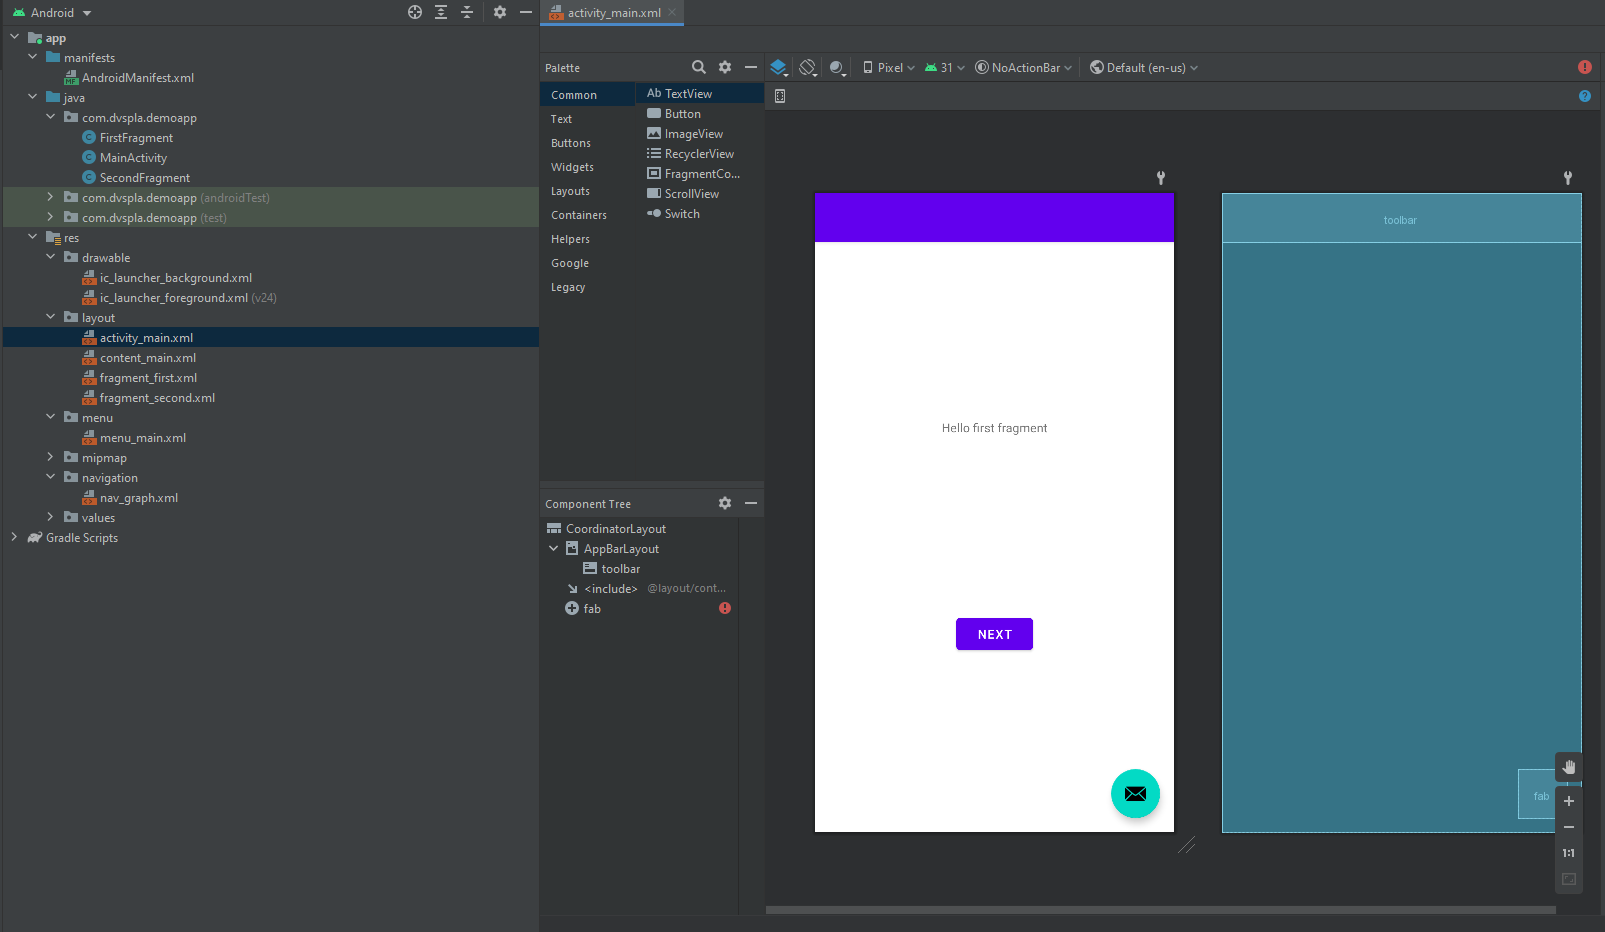 Android
activity_main.xml
app
manifests
AndroidManifest.xml
java
com.dvspla.demoapp
FirstFragment
MainActivity
SecondFragment
com.dvspla.demoapp (androidTest)
com.dvspla.demoapp (test)
res
drawable
ic_launcher_background.xml
ic_launcher_foreground.xml (v24)
layout
activity_main.xml
content_main.xml
fragment_first.xml
fragment_second.xml
menu
menu_main.xml
mipmap
navigation
nav_graph.xml
values
Gradle Scripts
Palette
Common
Text
Buttons
Widgets
Layouts
Containers
Helpers
Google
Legacy
Ab TextView
Button
ImageView
RecyclerView
FragmentCo...
ScrollView
Switch
Component Tree
CoordinatorLayout
AppBarLayout
toolbar
<include> @layout/cont...
fab
Pixel 31 NoActionBar Default (en-us)
Hello first fragment
NEXT
toolbar
fab
1:1